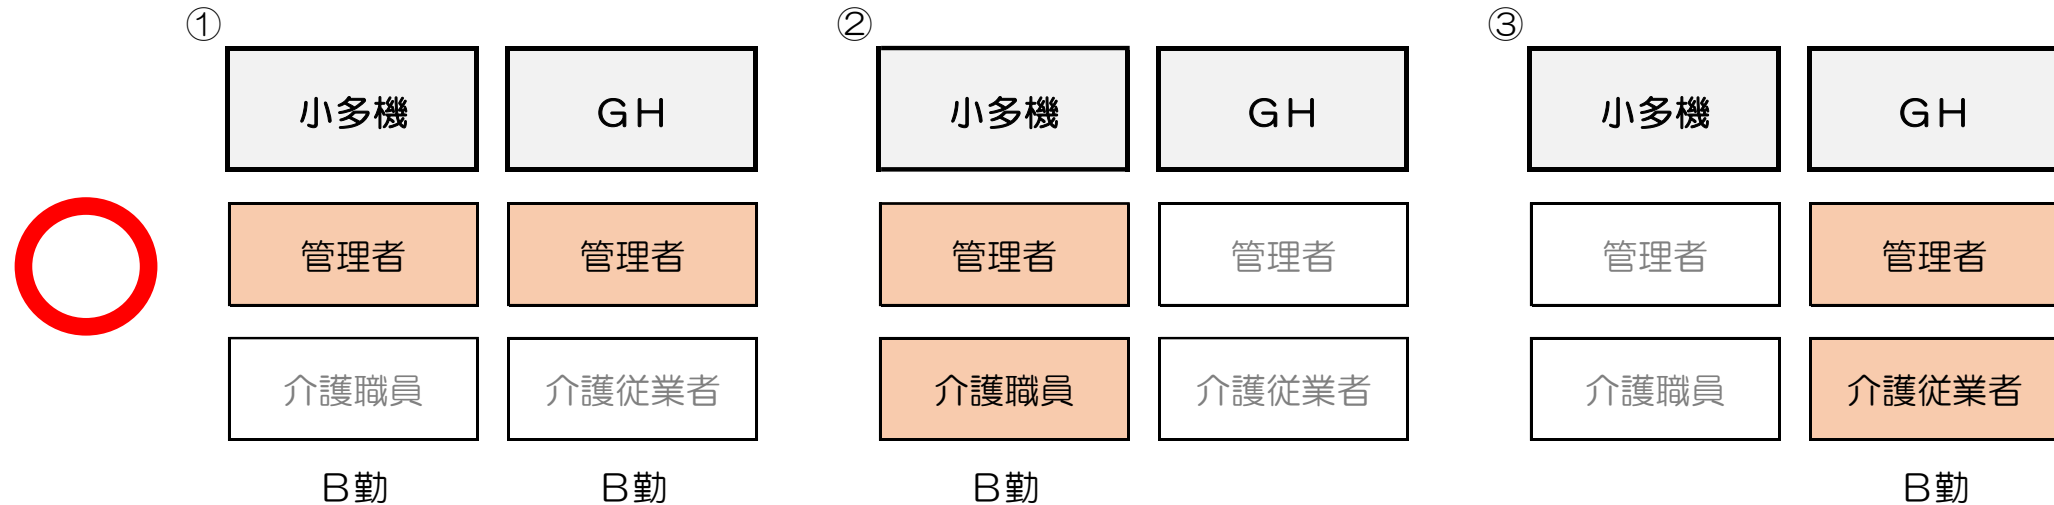 ① ② ③
小多機 ＧＨ 小多機 ＧＨ 小多機 ＧＨ
管理者 管理者 管理者 管理者 管理者 管理者
介護職員 介護従業者 介護職員 介護従業者 介護職員 介護従業者
Ｂ勤 Ｂ勤 Ｂ勤 Ｂ勤